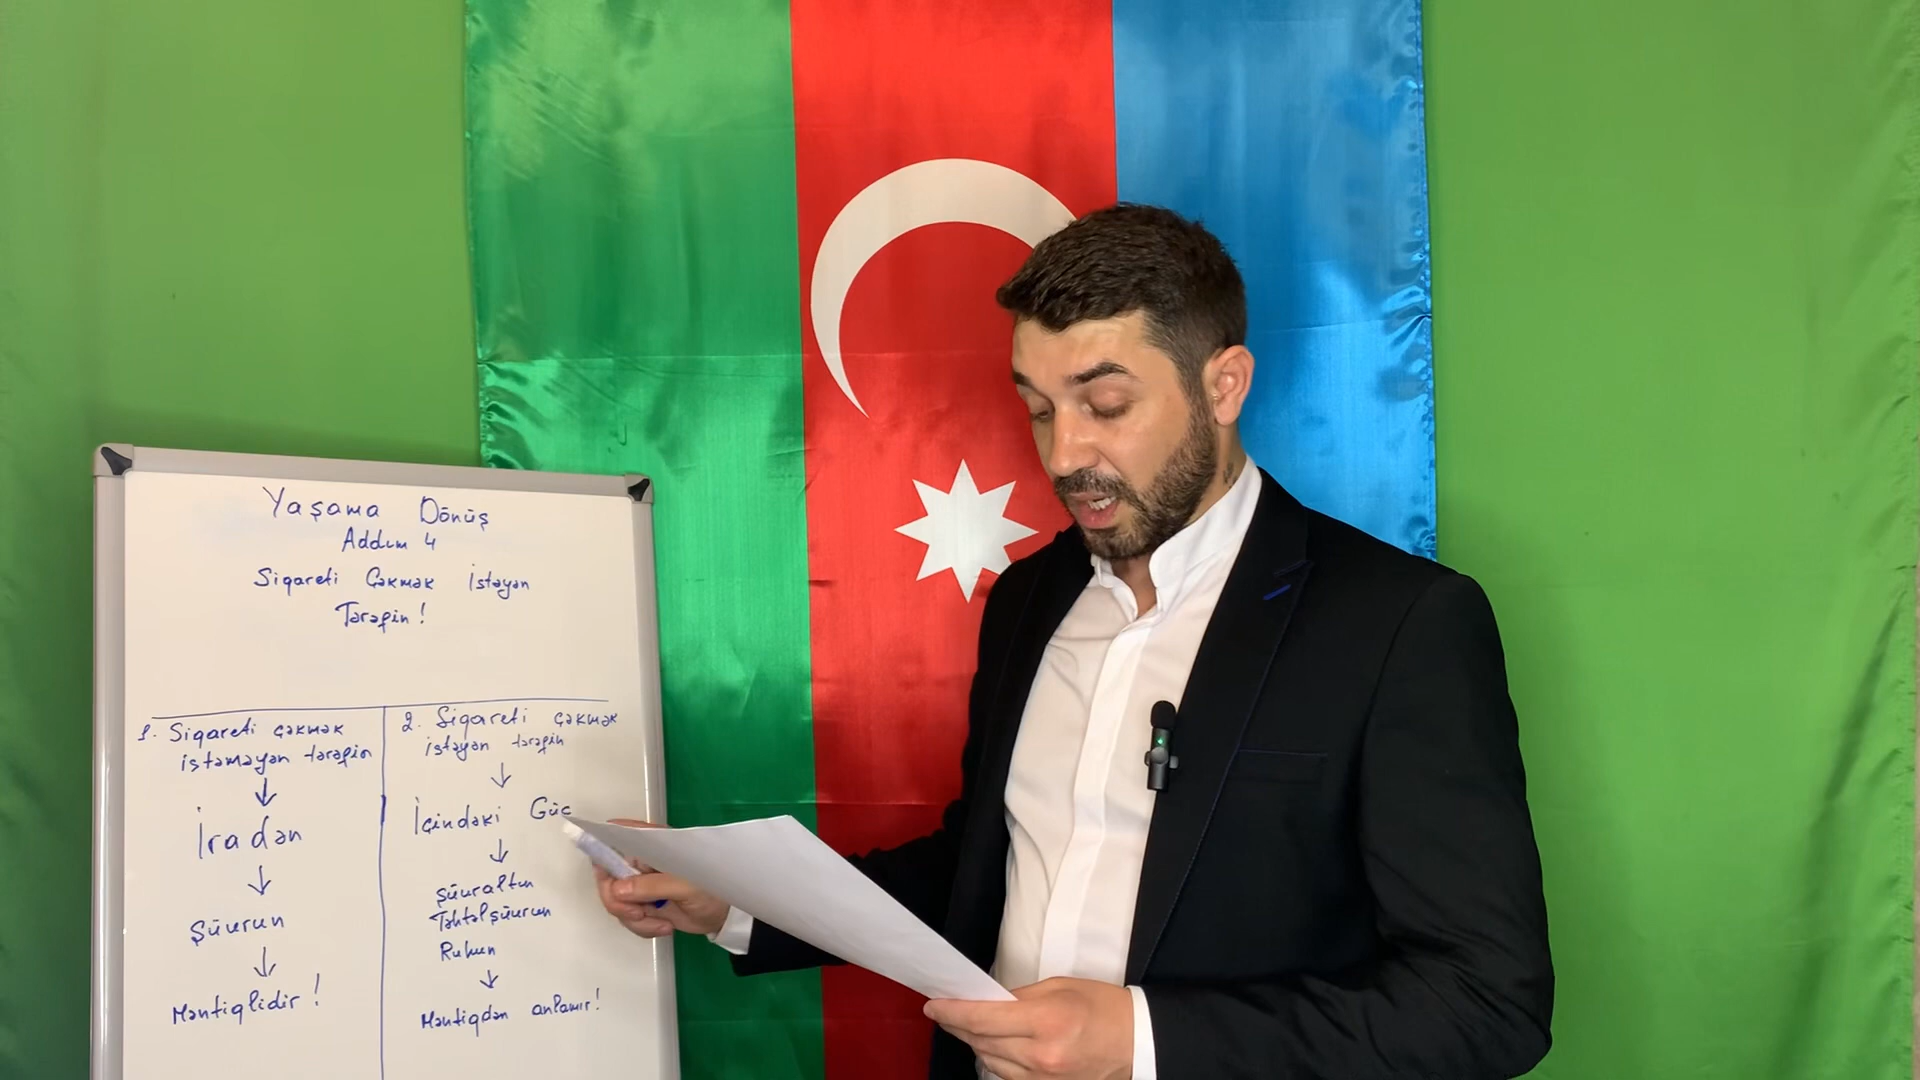 Yaşama Dönüş
Addım 4
Siqareti Çəkmək İstəyən
Tərəfin!
1. Siqareti çəkmək
istəməyən tərəfin
İradən
Şüurun
Məntiqlidir!
2. Siqareti çəkmək
istəyən tərəfin
İçindəki Güc
Şüuraltın
Təhtəlşüurun
Ruhun
Məntiqdən anlamır!